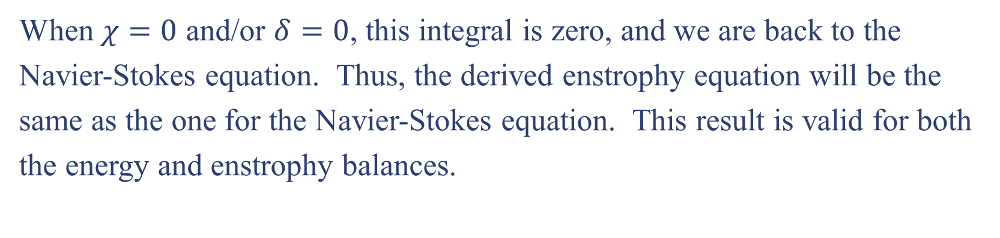 When χ = 0 and/or δ = 0, this integral is zero, and we are back to the
Navier-Stokes equation.  Thus, the derived enstrophy equation will be the
same as the one for the Navier-Stokes equation.  This result is valid for both
the energy and enstrophy balances.